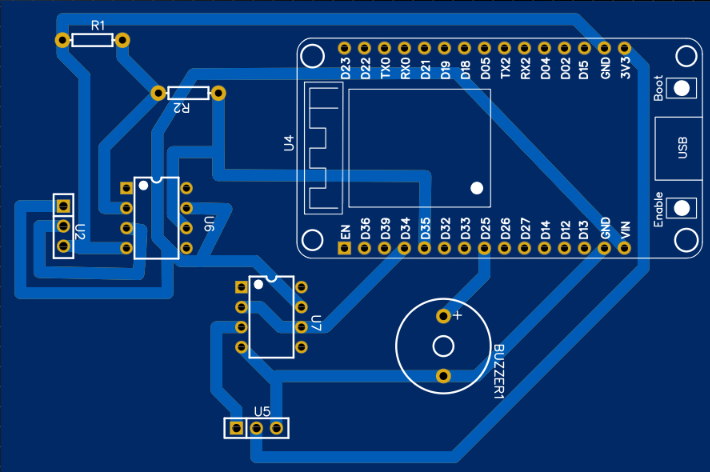 R1
R2
U4
D23
D22
TX0
RX0
D21
D19
D18
D05
TX2
RX2
D04
D02
D15
GND
3V3
Boot
USB
Enable
U2
U6
EN
D36
D39
D34
D35
D32
D33
D25
D26
D27
D14
D12
D13
GND
VIN
U7
+
BUZZER1
U5